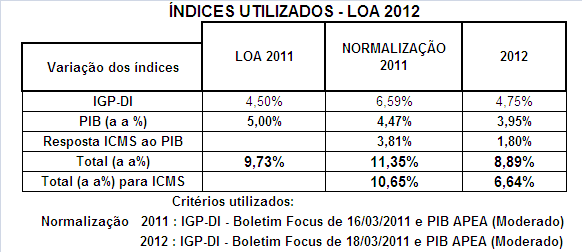 ÍNDICES UTILIZADOS - LOA 2012
Variação dos índices LOA 2011 NORMALIZAÇÃO 2011 2012
IGP-DI 4,50% 6,59% 4,75%
PIB (a a %) 5,00% 4,47% 3,95%
Resposta ICMS ao PIB 3,81% 1,80%
Total (a a%) 9,73% 11,35% 8,89%
Total (a a%) para ICMS 10,65% 6,64%
Critérios utilizados:
Normalização 2011 : IGP-DI - Boletim Focus de 16/03/2011 e PIB APEA (Moderado)
2012 : IGP-DI - Boletim Focus de 18/03/2011 e PIB APEA (Moderado)